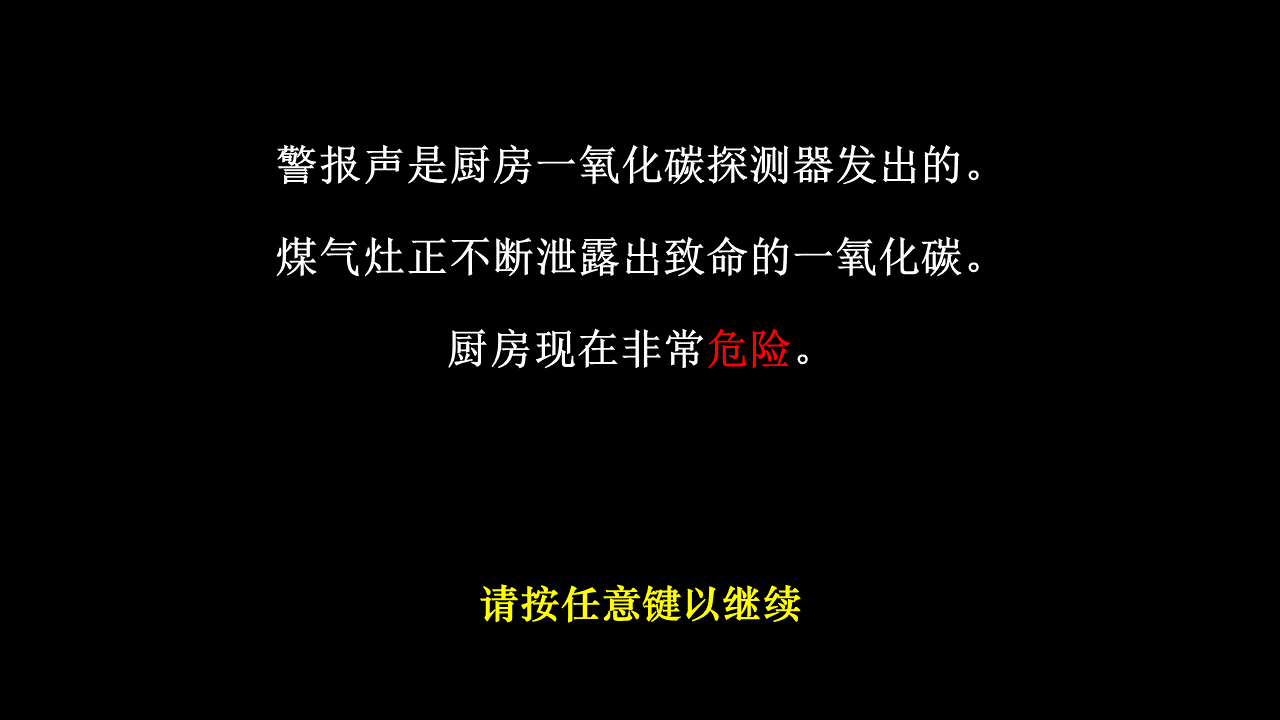 警报声是厨房一氧化碳探测器发出的。
煤气灶正不断泄露出致命的一氧化碳。
厨房现在非常危险。
请按任意键以继续